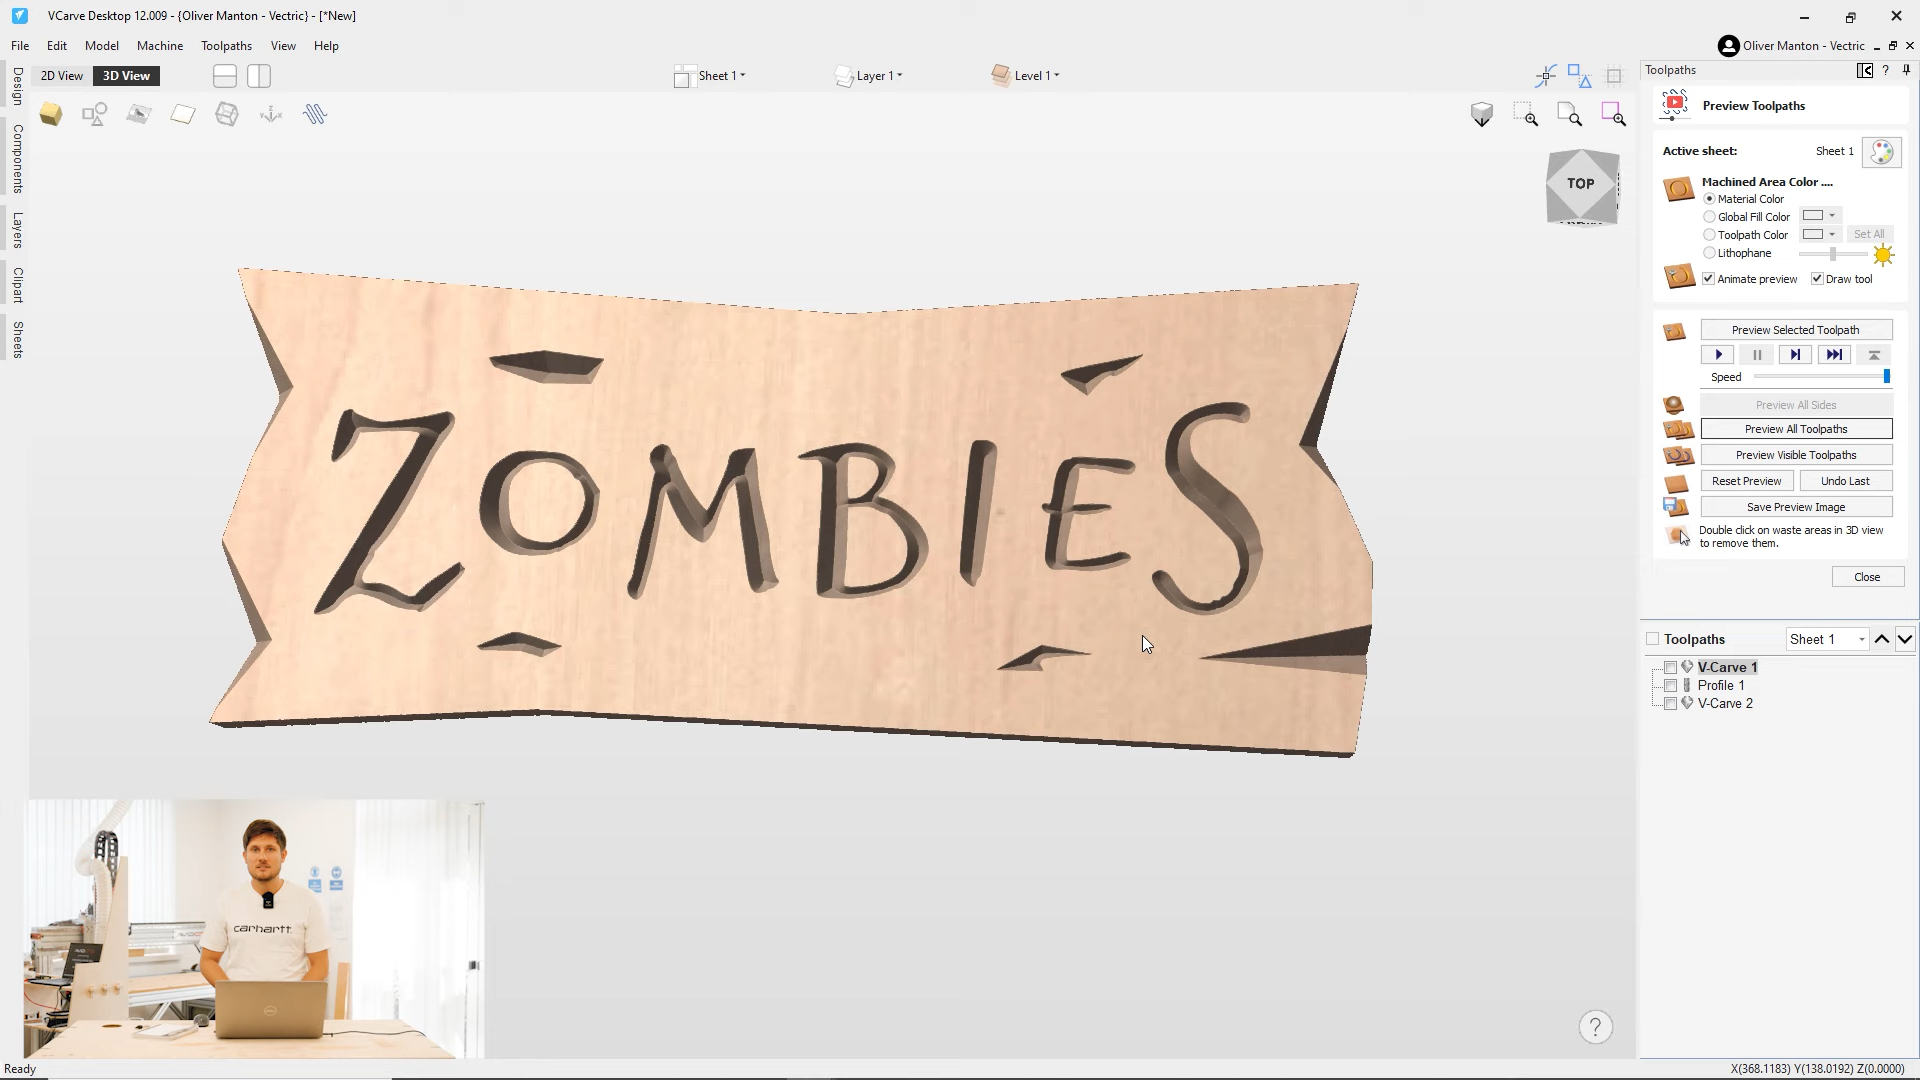 VCarve Desktop 12.009 - {Oliver Manton - Vectric} - [*New]
File Edit Model Machine Toolpaths View Help
Oliver Manton - Vectric
2D View 3D View
Sheet 1
Layer 1
Level 1
Design
Components
Layers
Clipart
Sheets
TOP
ZOMBIES
carhartt
Toolpaths
?
Preview Toolpaths
Active sheet: Sheet 1
Machined Area Color ....
Material Color
Global Fill Color
Toolpath Color Set All
Lithophane
Animate preview Draw tool
Preview Selected Toolpath
Speed
Preview All Sides
Preview All Toolpaths
Preview Visible Toolpaths
Reset Preview Undo Last
Save Preview Image
Double click on waste areas in 3D view
to remove them.
Close
Toolpaths Sheet 1
V-Carve 1
Profile 1
V-Carve 2
?
Ready
X(368.1183) Y(138.0192) Z(0.0000)